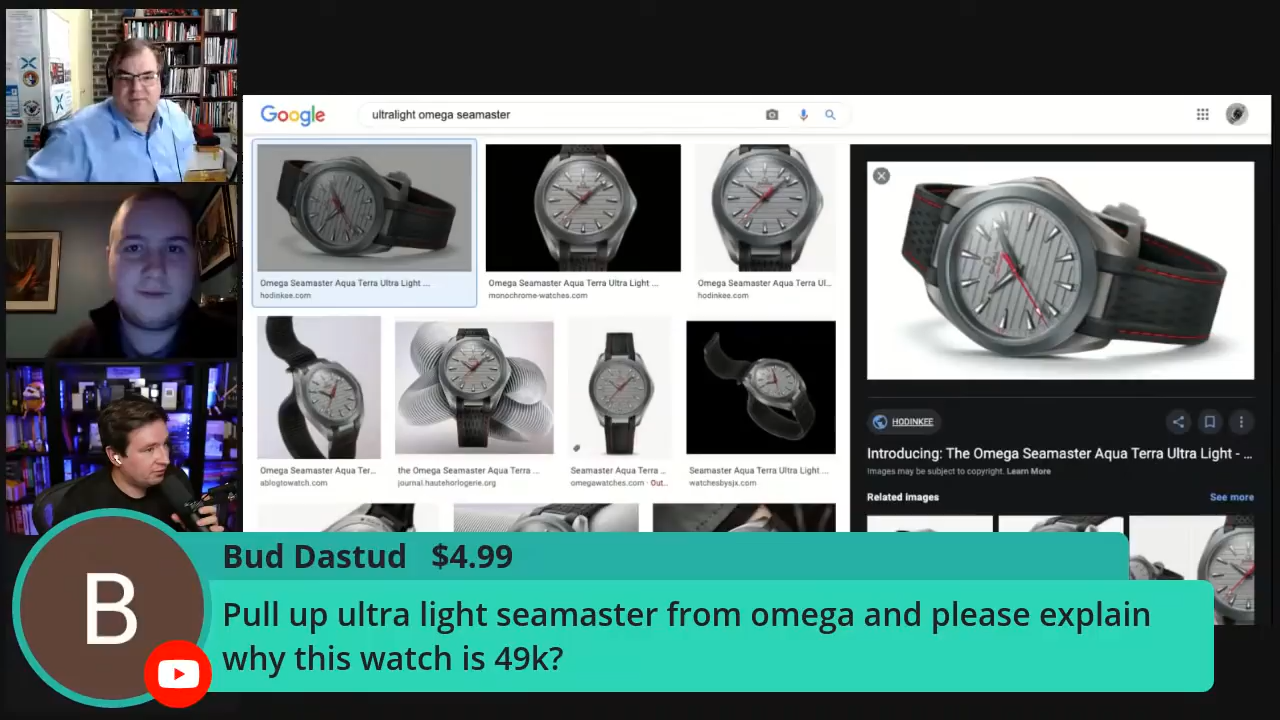 Google
ultralight omega seamaster
Omega Seamaster Aqua Terra Ultra Light ...
hodinkee.com
Omega Seamaster Aqua Terra Ultra Light ...
monochrome-watches.com
Omega Seamaster Aqua Terra Ul...
hodinkee.com
Omega Seamaster Aqua Ter...
ablogtowatch.com
the Omega Seamaster Aqua Terra ...
journal.hautehorlogerie.org
Seamaster Aqua Terra ...
omegawatches.com · Out...
Seamaster Aqua Terra Ultra Light ...
watchesbysjx.com
HODINKEE
Introducing: The Omega Seamaster Aqua Terra Ultra Light - ...
Images may be subject to copyright. Learn More
Related images
See more
B
Bud Dastud $4.99
Pull up ultra light seamaster from omega and please explain
why this watch is 49k?